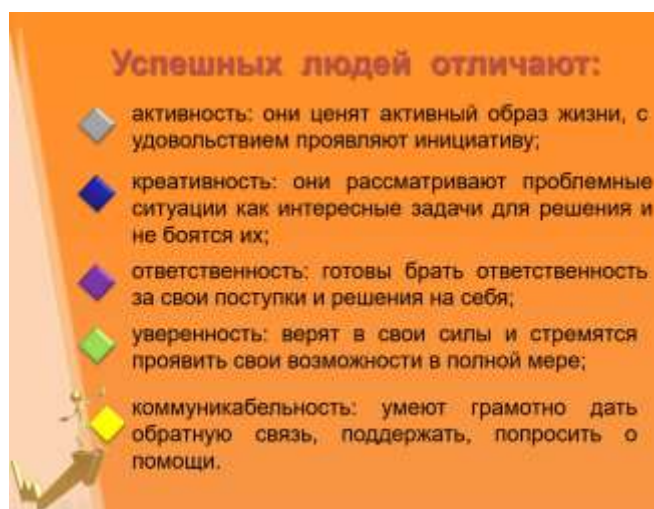 Успешных людей отличают:
активность: они ценят активный образ жизни, с
удовольствием проявляют инициативу;
креативность: они рассматривают проблемные
ситуации как интересные задачи для решения и
не боятся их;
ответственность: готовы брать ответственность
за свои поступки и решения на себя;
уверенность: верят в свои силы и стремятся
проявить свои возможности в полной мере;
коммуникабельность: умеют грамотно дать
обратную связь, поддержать, попросить о
помощи.